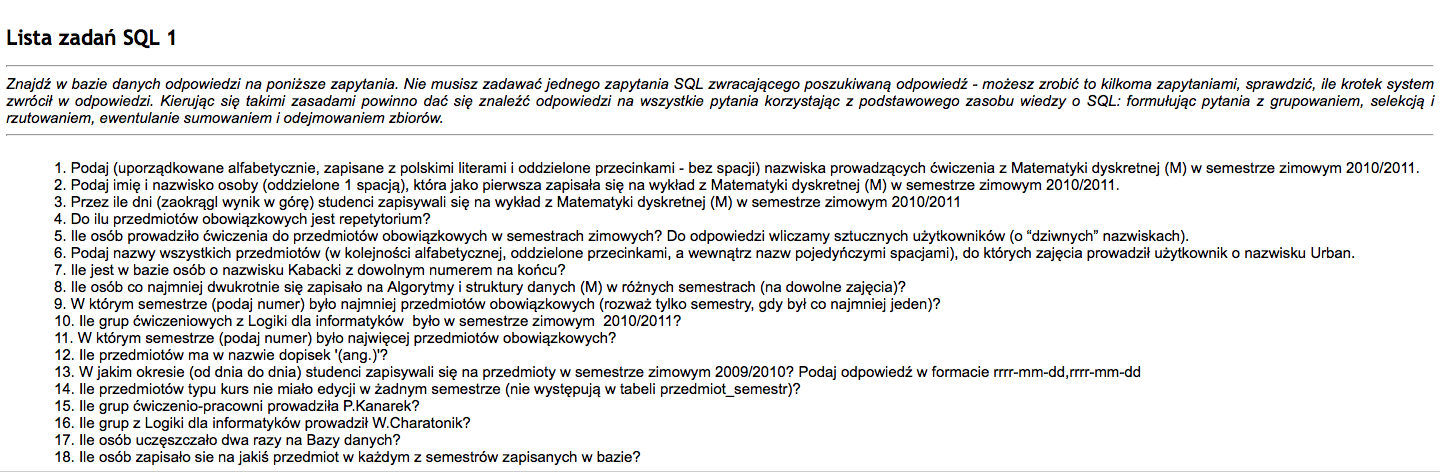 Lista zadań SQL 1
Znajdź w bazie danych odpowiedzi na poniższe zapytania. Nie musisz zadawać jednego zapytania SQL zwracającego poszukiwaną odpowiedź - możesz zrobić to kilkoma zapytaniami, sprawdzić, ile krotek system
zwrócił w odpowiedzi. Kierując się takimi zasadami powinno dać się znaleźć odpowiedzi na wszystkie pytania korzystając z podstawowego zasobu wiedzy o SQL: formułując pytania z grupowaniem, selekcją i
rzutowaniem, ewentulanie sumowaniem i odejmowaniem zbiorów.
1. Podaj (uporządkowane alfabetycznie, zapisane z polskimi literami i oddzielone przecinkami - bez spacji) nazwiska prowadzących ćwiczenia z Matematyki dyskretnej (M) w semestrze zimowym 2010/2011.
2. Podaj imię i nazwisko osoby (oddzielone 1 spacją), która jako pierwsza zapisała się na wykład z Matematyki dyskretnej (M) w semestrze zimowym 2010/2011.
3. Przez ile dni (zaokrągl wynik w górę) studenci zapisywali się na wykład z Matematyki dyskretnej (M) w semestrze zimowym 2010/2011
4. Do ilu przedmiotów obowiązkowych jest repetytorium?
5. Ile osób prowadziło ćwiczenia do przedmiotów obowiązkowych w semestrach zimowych? Do odpowiedzi wliczamy sztucznych użytkowników (o “dziwnych” nazwiskach).
6. Podaj nazwy wszystkich przedmiotów (w kolejności alfabetycznej, oddzielone przecinkami, a wewnątrz nazw pojedyńczymi spacjami), do których zajęcia prowadził użytkownik o nazwisku Urban.
7. Ile jest w bazie osób o nazwisku Kabacki z dowolnym numerem na końcu?
8. Ile osób co najmniej dwukrotnie się zapisało na Algorytmy i struktury danych (M) w różnych semestrach (na dowolne zajęcia)?
9. W którym semestrze (podaj numer) było najmniej przedmiotów obowiązkowych (rozważ tylko semestry, gdy był co najmniej jeden)?
10. Ile grup ćwiczeniowych z Logiki dla informatyków było w semestrze zimowym 2010/2011?
11. W którym semestrze (podaj numer) było najwięcej przedmiotów obowiązkowych?
12. Ile przedmiotów ma w nazwie dopisek '(ang.)'?
13. W jakim okresie (od dnia do dnia) studenci zapisywali się na przedmioty w semestrze zimowym 2009/2010? Podaj odpowiedź w formacie rrrr-mm-dd,rrrr-mm-dd
14. Ile przedmiotów typu kurs nie miało edycji w żadnym semestrze (nie występują w tabeli przedmiot_semestr)?
15. Ile grup ćwiczenio-pracowni prowadziła P.Kanarek?
16. Ile grup z Logiki dla informatyków prowadził W.Charatonik?
17. Ile osób uczęszczało dwa razy na Bazy danych?
18. Ile osób zapisało sie na jakiś przedmiot w każdym z semestrów zapisanych w bazie?